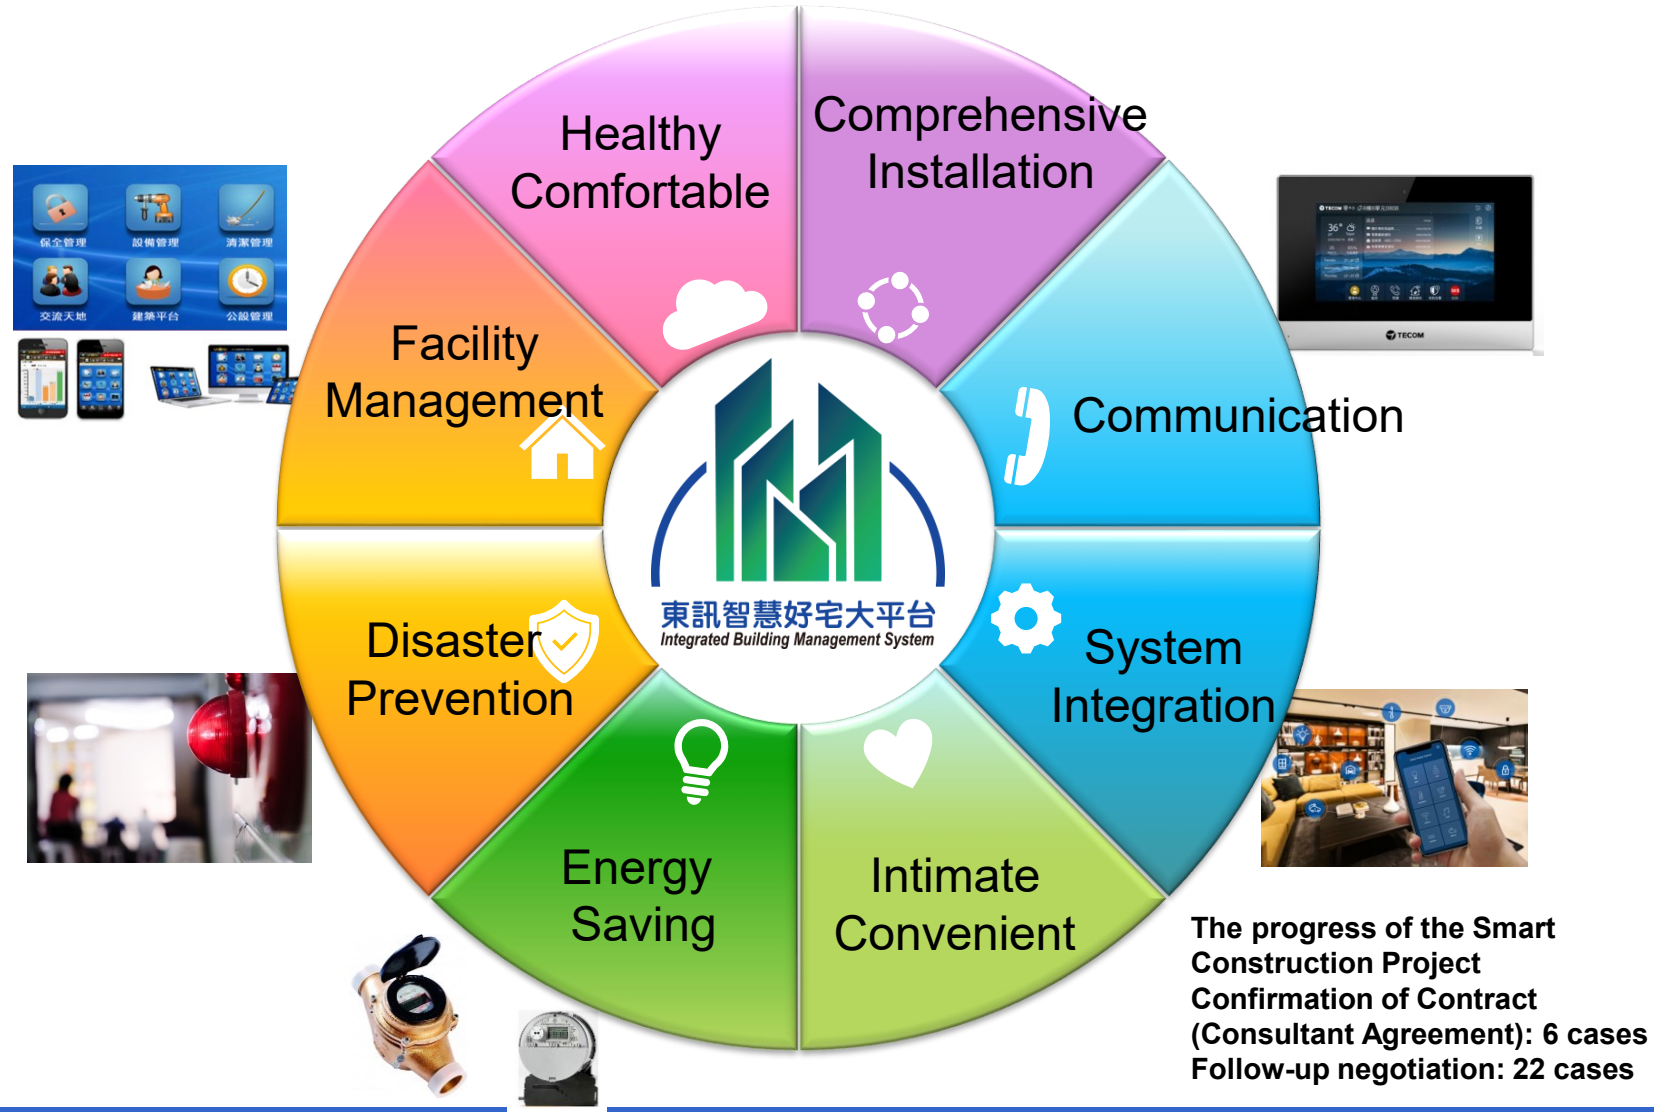 Healthy
Comfortable
Comprehensive
Installation
保全管理
設備管理
清潔管理
交流天地
建築平台
公設管理
Facility
Management
Communication
TECOM
36°
TECOM
東訊智慧好宅大平台
Integrated Building Management System
Disaster
Prevention
System
Integration
Energy
Saving
Intimate
Convenient
The progress of the Smart
Construction Project
Confirmation of Contract
(Consultant Agreement): 6 cases
Follow-up negotiation: 22 cases